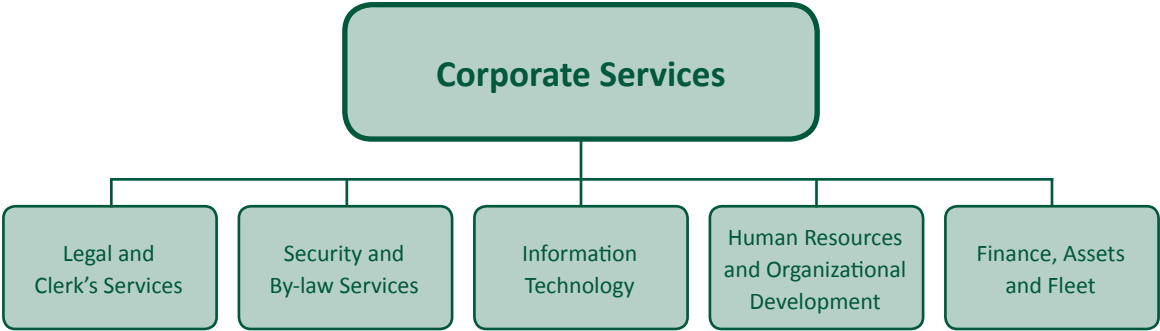 Corporate Services
Legal and
Clerk’s Services
Security and
By-law Services
Information
Technology
Human Resources
and Organizational
Development
Finance, Assets
and Fleet